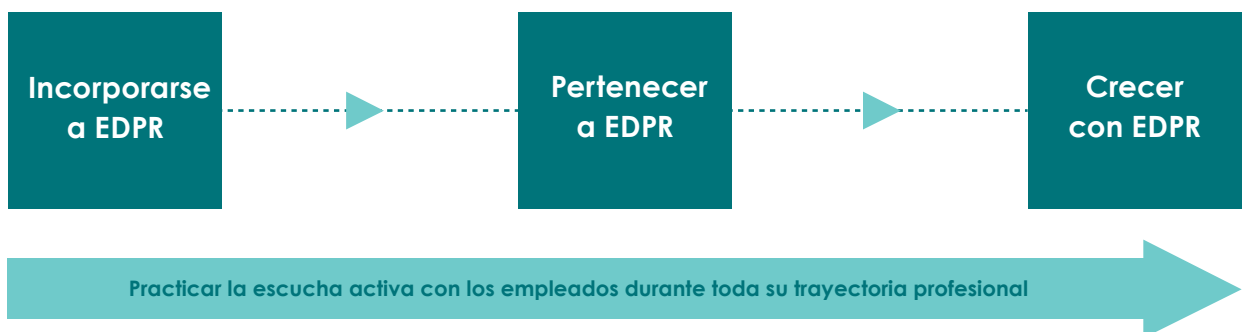 Incorporarse
a EDPR
Pertenecer
a EDPR
Crecer
con EDPR
Practicar la escucha activa con los empleados durante toda su trayectoria profesional